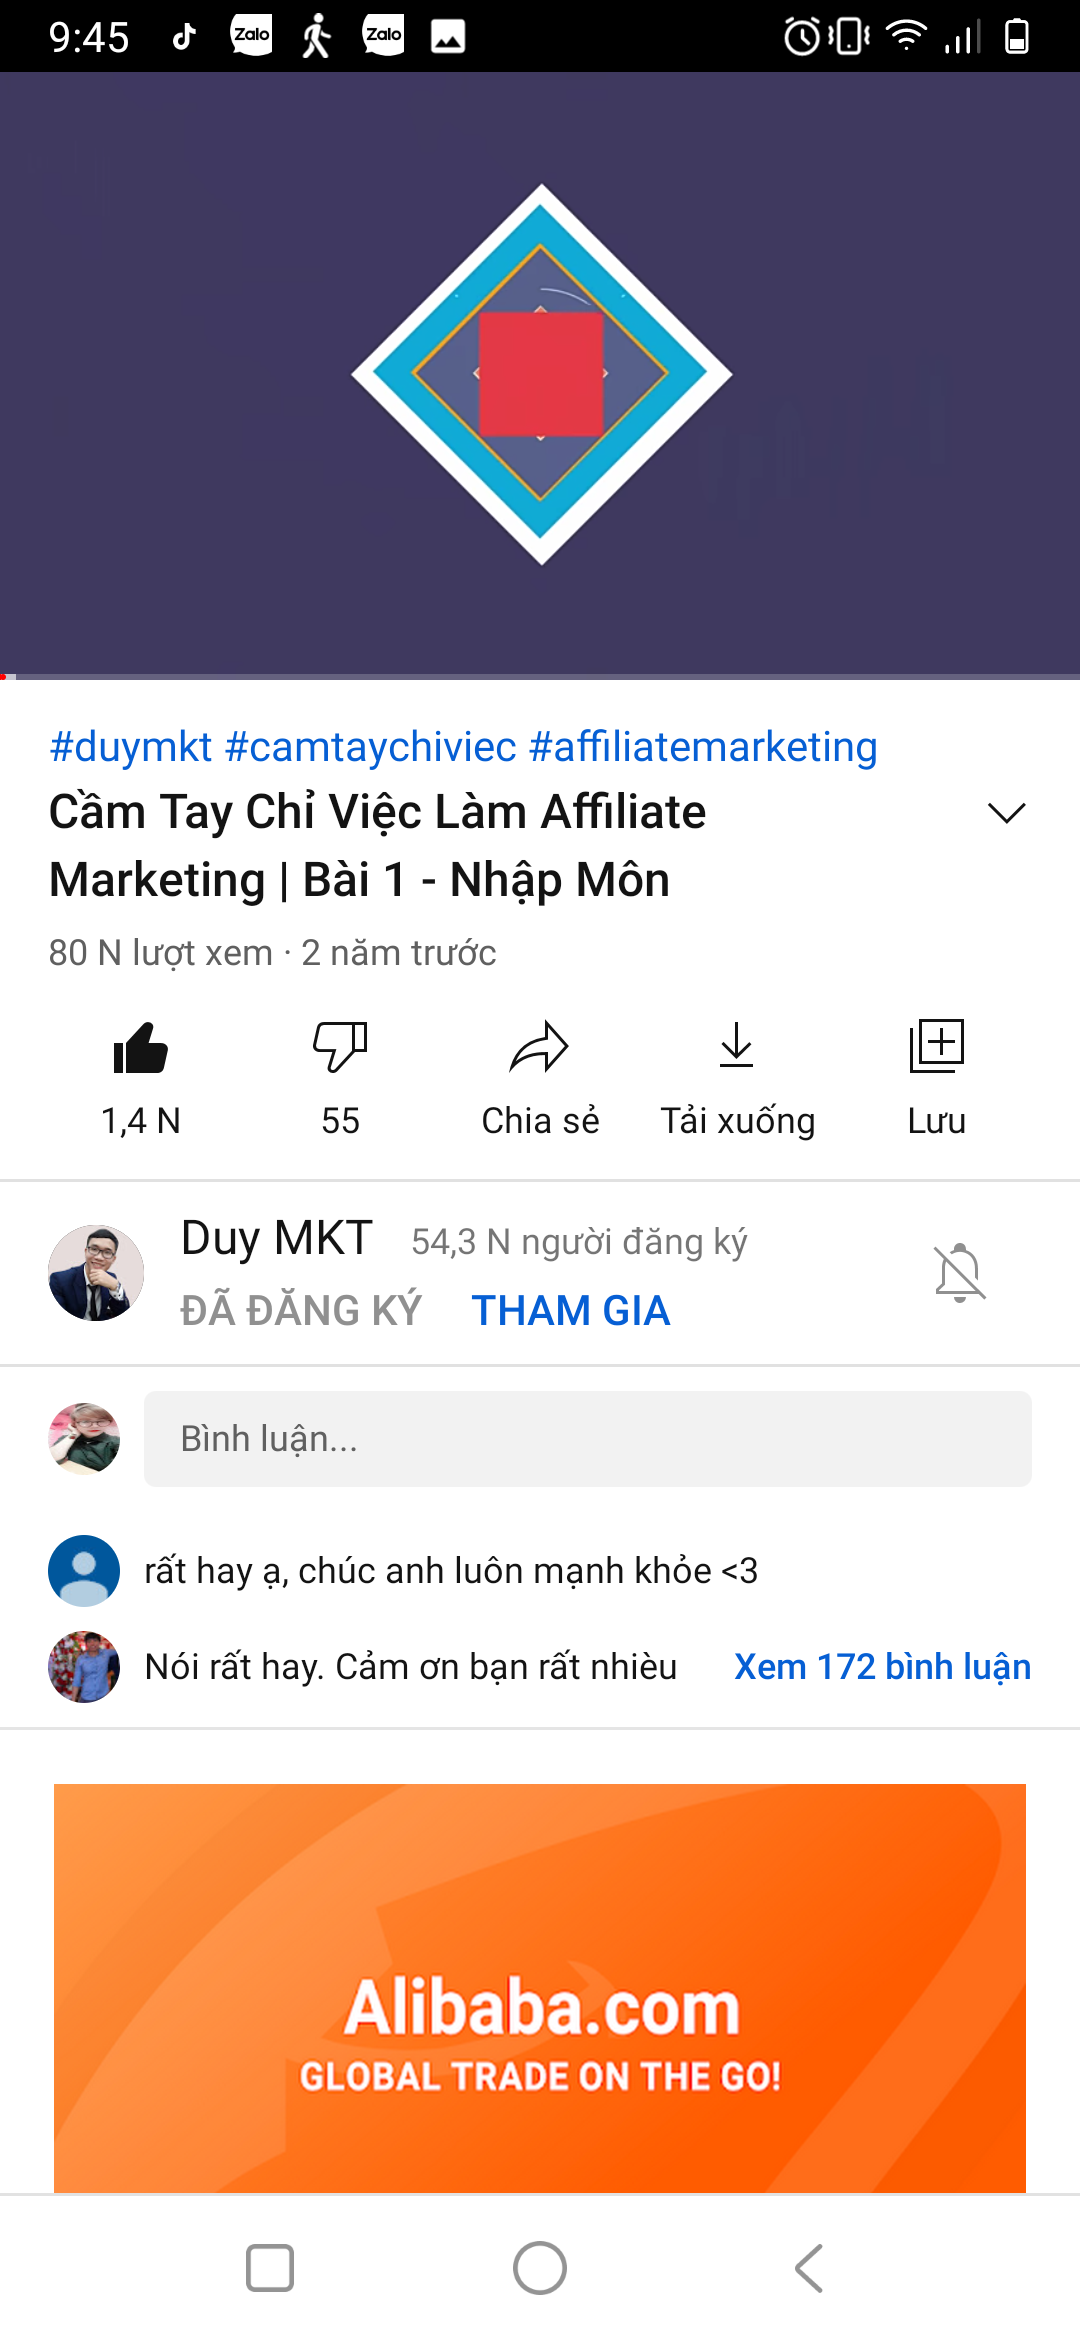 9:45
Zalo
Zalo
#duymkt #camtaychiviec #affiliatemarketing
Cầm Tay Chỉ Việc Làm Affiliate
Marketing | Bài 1 - Nhập Môn
80 N lượt xem · 2 năm trước
1,4 N
55
Chia sẻ
Tải xuống
Lưu
Duy MKT 54,3 N người đăng ký
ĐÃ ĐĂNG KÝ THAM GIA
Bình luận...
rất hay ạ, chúc anh luôn mạnh khỏe <3
Nói rất hay. Cảm ơn bạn rất nhièu Xem 172 bình luận
Alibaba.com
GLOBAL TRADE ON THE GO!